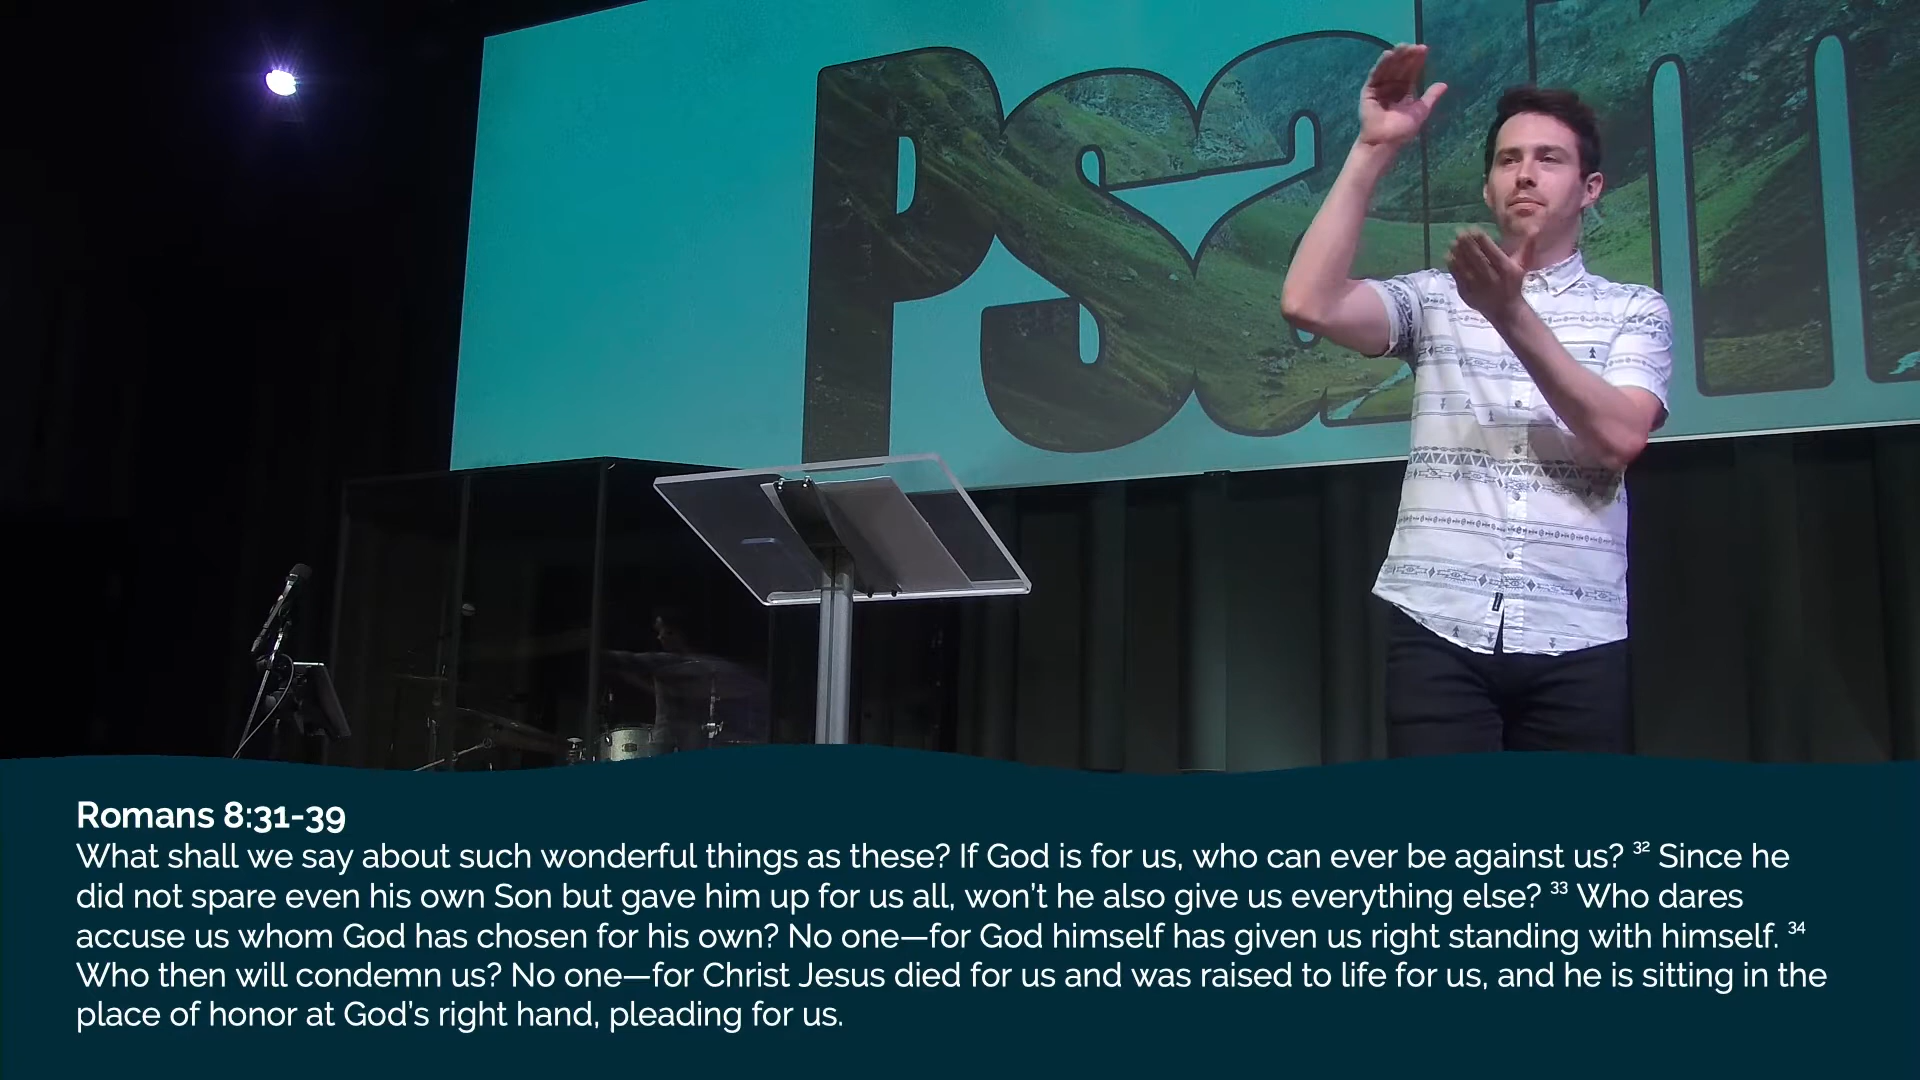 Psalm
Romans 8:31-39
What shall we say about such wonderful things as these? If God is for us, who can ever be against us? ³² Since he
did not spare even his own Son but gave him up for us all, won't he also give us everything else? ³³ Who dares
accuse us whom God has chosen for his own? No one—for God himself has given us right standing with himself. ³⁴
Who then will condemn us? No one—for Christ Jesus died for us and was raised to life for us, and he is sitting in the
place of honor at God's right hand, pleading for us.